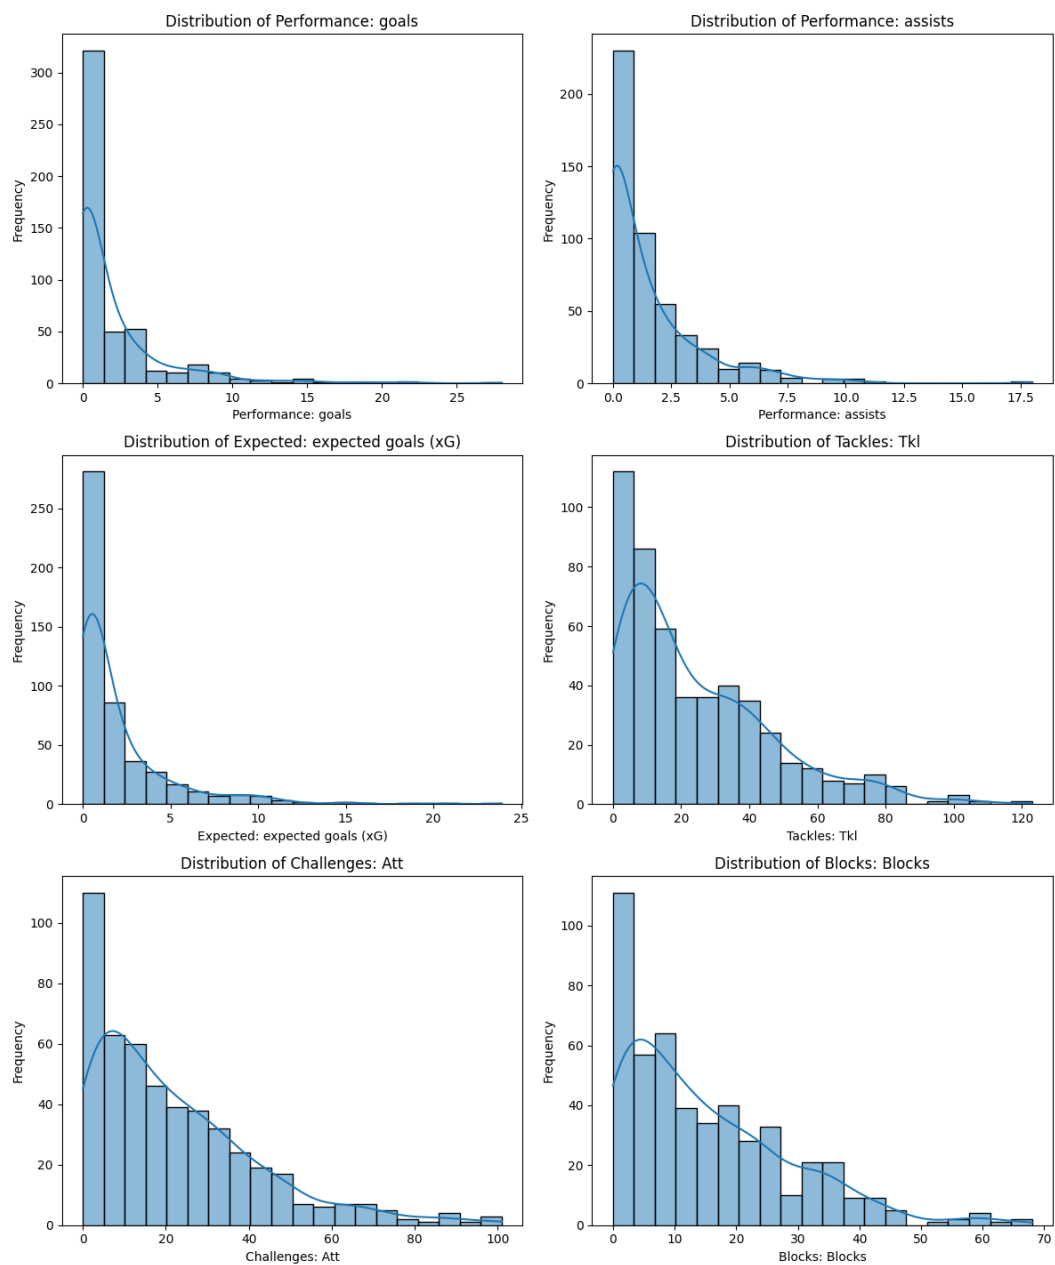 Distribution of Performance: goals
Frequency
300
250
200
150
100
50
0
0 5 10 15 20 25
Performance: goals
Distribution of Performance: assists
Frequency
200
150
100
50
0
0.0 2.5 5.0 7.5 10.0 12.5 15.0 17.5
Performance: assists
Distribution of Expected: expected goals (xG)
Frequency
250
200
150
100
50
0
0 5 10 15 20 25
Expected: expected goals (xG)
Distribution of Tackles: Tkl
Frequency
100
80
60
40
20
0
0 20 40 60 80 100 120
Tackles: Tkl
Distribution of Challenges: Att
Frequency
100
80
60
40
20
0
0 20 40 60 80 100
Challenges: Att
Distribution of Blocks: Blocks
Frequency
100
80
60
40
20
0
0 10 20 30 40 50 60 70
Blocks: Blocks